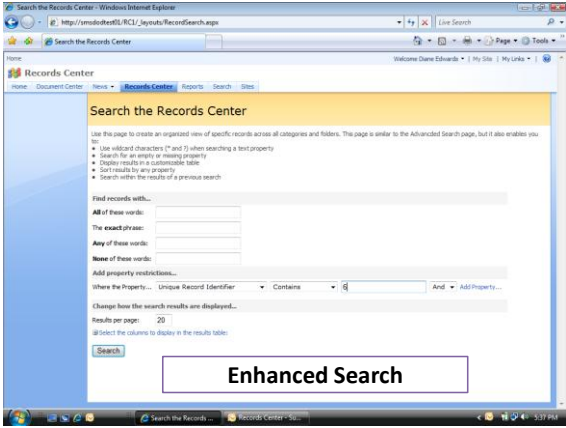 Search the Records Center - Windows Internet Explorer
http://smsdodtest01/RC1/_layouts/RecordSearch.aspx
Live Search
Search the Records Center
Page
Tools
Home
Welcome Diane Edwards | My Site | My Links
Records Center
Home Document Center News Records Center Reports Search Sites
Search the Records Center
Use this page to create an organized view of specific records across all categories and folders. This page is similar to the Advanced Search page, but it also enables you
to:
Use wildcard characters (* and ?) when searching a text property
Search for an empty or missing property
Display results in a customizable table
Sort results by any property
Search within the results of a previous search
Find records with...
All of these words:
The exact phrase:
Any of these words:
None of these words:
Add property restrictions...
Where the Property... Unique Record Identifier Contains 6 And Add Property...
Change how the search results are displayed...
Results per page: 20
Select the columns to display in the results table:
Search
Enhanced Search
Search the Records ...
Records Center - Su...
5:37 PM